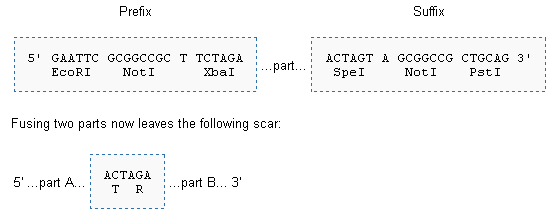 Prefix Suffix
5' GAATTC GCGGCCGC T TCTAGA ...part... ACTAGT A GCGGCCG CTGCAG 3'
EcoRI NotI XbaI SpeI NotI PstI
Fusing two parts now leaves the following scar:
5' ...part A... ACTAGA ...part B... 3'
T R